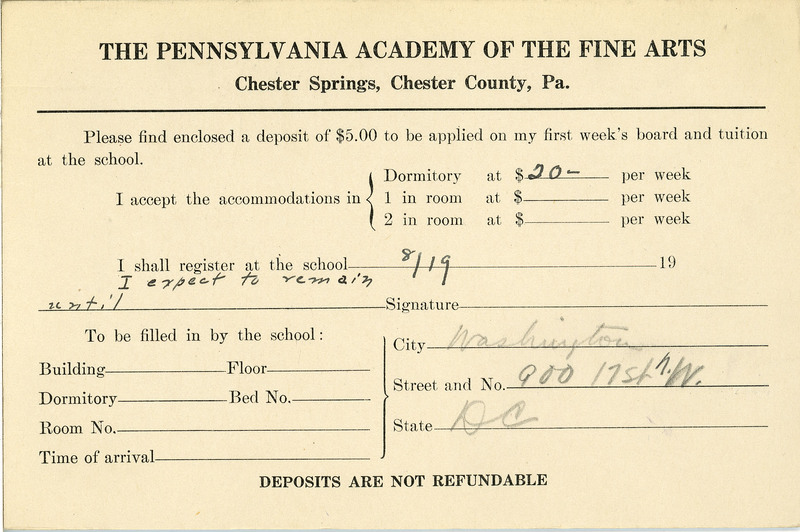 THE PENNSYLVANIA ACADEMY OF THE FINE ARTS
Chester Springs, Chester County, Pa.
Please find enclosed a deposit of $5.00 to be applied on my first week's board and tuition
at the school.
I accept the accommodations in
Dormitory at $ 20- per week
1 in room at $ per week
2 in room at $ per week
I shall register at the school 8/19 19
I expect to remain
until Signature
To be filled in by the school:
Building Floor
Dormitory Bed No.
Room No.
Time of arrival
City Washington
Street and No. 900 17 St N.W.
State DC
DEPOSITS ARE NOT REFUNDABLE